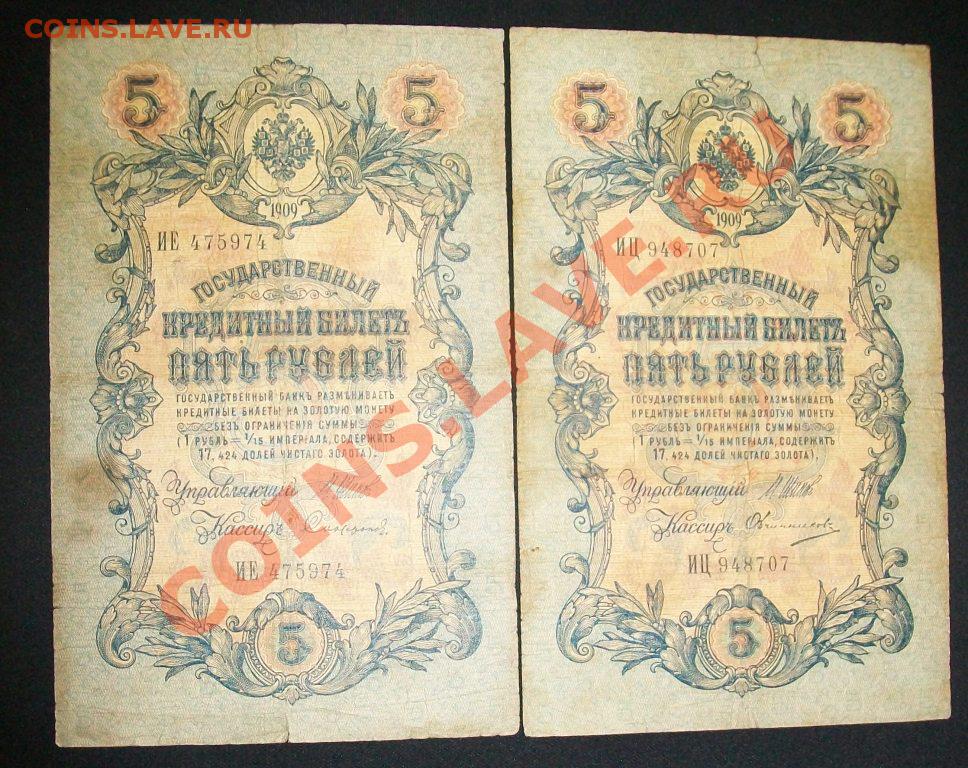 COINS.LAVE.RU
COINS.LAVE.RU
5 5
1909
ИЕ 475974
ГОСУДАРСТВЕННЫЙ
КРЕДИТНЫЙ БИЛЕТЪ
ПЯТЬ РУБЛЕЙ
ГОСУДАРСТВЕННЫЙ БАНКЪ РАЗМѢНИВАЕТЪ
КРЕДИТНЫЕ БИЛЕТЫ НА ЗОЛОТУЮ МОНЕТУ
БЕЗЪ ОГРАНИЧЕНІЯ СУММЫ
(1 РУБЛЬ = 1/15 ИМПЕРІАЛА, СОДЕРЖИТЪ
17,424 ДОЛЕЙ ЧИСТАГО ЗОЛОТА).
Управляющій
Кассиръ
ИЕ 475974
5
5 5
1909
ИЦ 948707
ГОСУДАРСТВЕННЫЙ
КРЕДИТНЫЙ БИЛЕТЪ
ПЯТЬ РУБЛЕЙ
ГОСУДАРСТВЕННЫЙ БАНКЪ РАЗМѢНИВАЕТЪ
КРЕДИТНЫЕ БИЛЕТЫ НА ЗОЛОТУЮ МОНЕТУ
БЕЗЪ ОГРАНИЧЕНІЯ СУММЫ
(1 РУБЛЬ = 1/15 ИМПЕРІАЛА, СОДЕРЖИТЪ
17,424 ДОЛЕЙ ЧИСТАГО ЗОЛОТА).
Управляющій
Кассиръ Овчинниковъ
ИЦ 948707
5